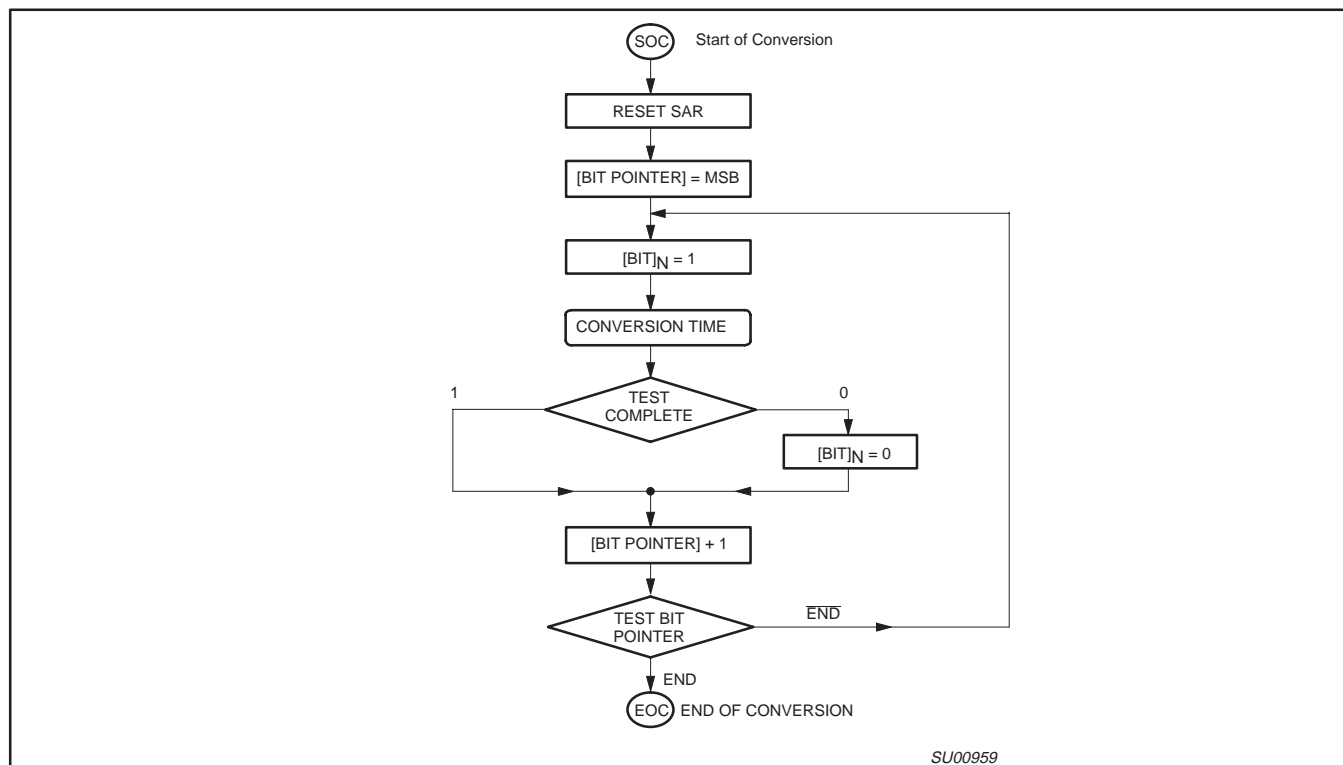 SOC Start of Conversion
RESET SAR
[BIT POINTER] = MSB
[BIT]N = 1
CONVERSION TIME
1
TEST
COMPLETE
0
[BIT]N = 0
[BIT POINTER] + 1
TEST BIT
POINTER
END
END
EOC END OF CONVERSION
SU00959